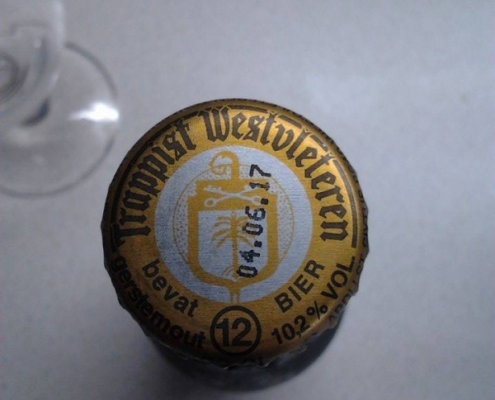 Trappist Westvleteren
04.06.17
bevat
gerstemout
12
BIER
10,2% VOL